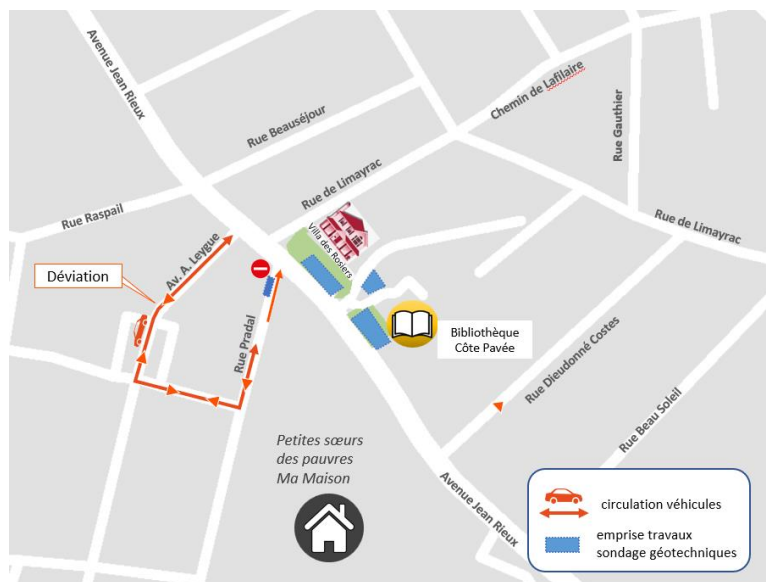 Avenue Jean Rieux
Chemin de Lafilaire
Rue Gauthier
Rue Beauséjour
Rue de Limayrac
Rue Raspail
Villa des Rosiers
Rue de Limayrac
Av. A. Leygue
Déviation
Rue Pradal
Bibliothèque
Côte Pavée
Rue Dieudonné Costes
Rue Beau Soleil
Petites sœurs
des pauvres
Ma Maison
Avenue Jean Rieux
circulation véhicules
emprise travaux
sondage géotechniques